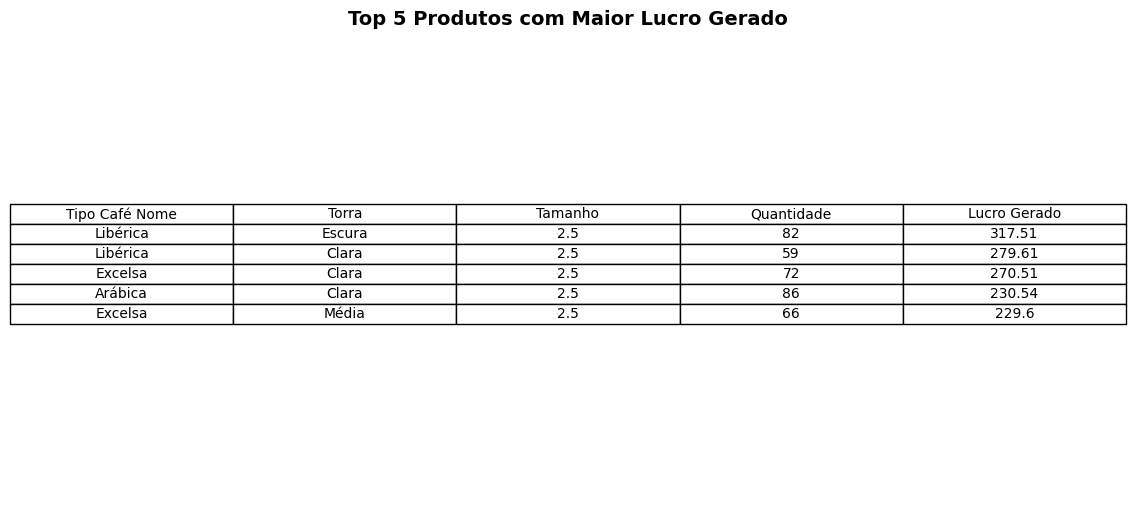 Top 5 Produtos com Maior Lucro Gerado
Tipo Café Nome Torra Tamanho Quantidade Lucro Gerado
Libérica Escura 2.5 82 317.51
Libérica Clara 2.5 59 279.61
Excelsa Clara 2.5 72 270.51
Arábica Clara 2.5 86 230.54
Excelsa Média 2.5 66 229.6